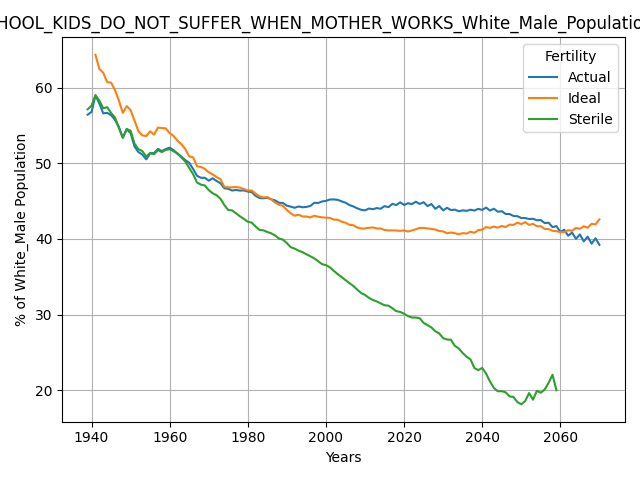 HOOL_KIDS_DO_NOT_SUFFER_WHEN_MOTHER_WORKS_White_Male_Populatio
Fertility
Actual
Ideal
Sterile
% of White_Male Population
60
50
40
30
20
1940 1960 1980 2000 2020 2040 2060
Years